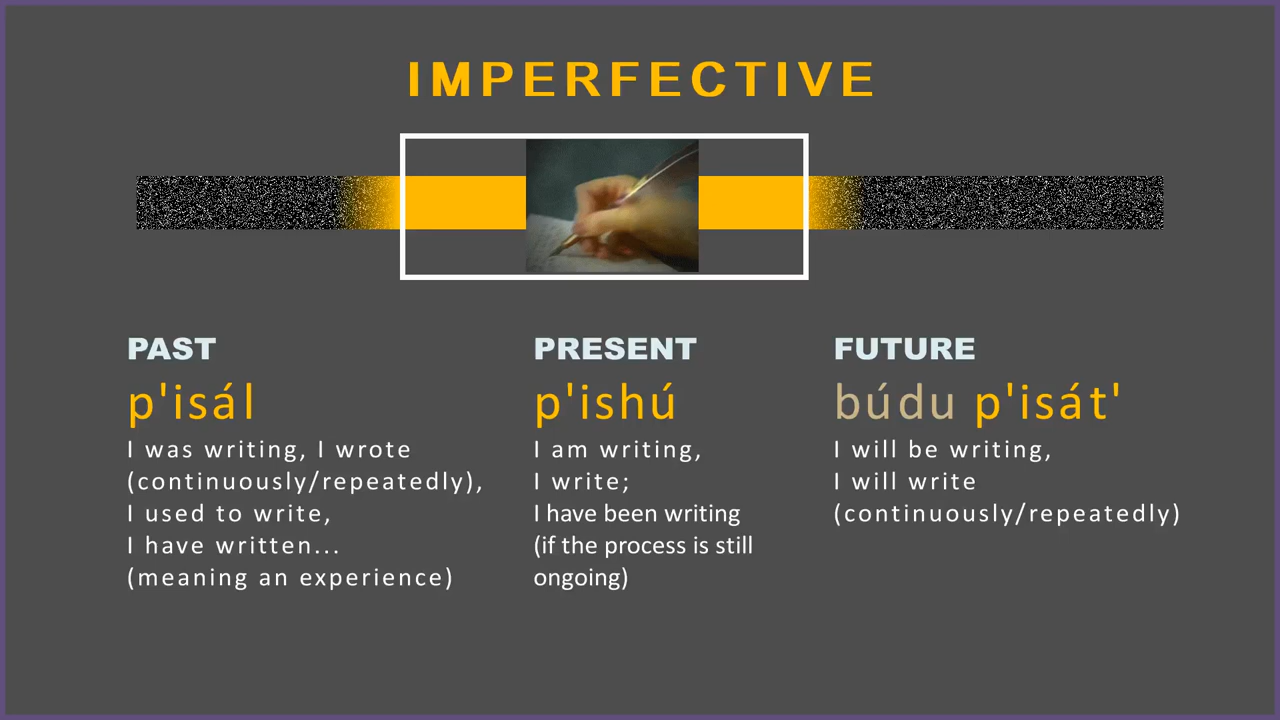 IMPERFECTIVE
PAST
p'isál
I was writing, I wrote
(continuously/repeatedly),
I used to write,
I have written...
(meaning an experience)
PRESENT
p'ishú
I am writing,
I write;
I have been writing
(if the process is still
ongoing)
FUTURE
búdu p'isát'
I will be writing,
I will write
(continuously/repeatedly)